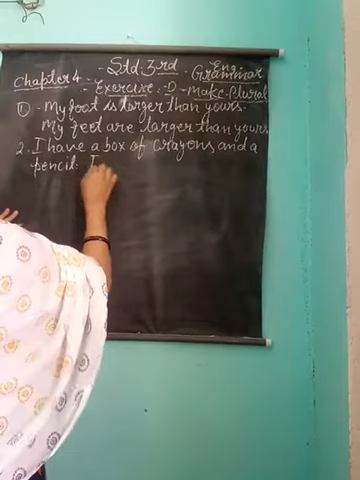 Std: 3rd Eng.
Chapter 4 - Grammar
Exercise :- D - Make Plural
① - My foot is larger than yours.
My feet are larger than yours
2. I have a box of crayons and a
pencil: I